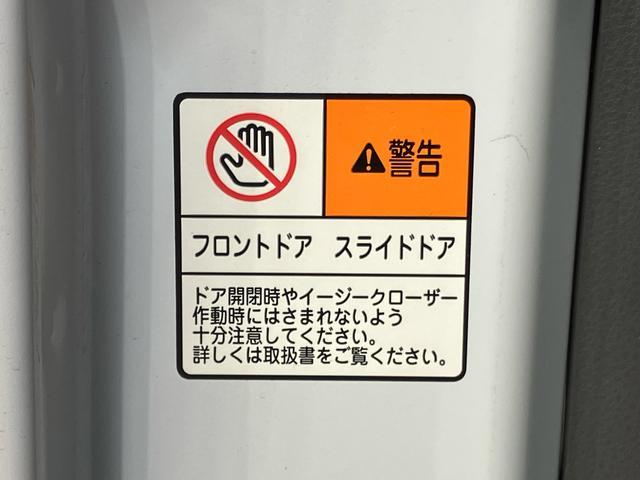 警告
フロントドア　スライドドア
ドア開閉時やイージークローザー
作動時にはさまれないよう
十分注意してください。
詳しくは取扱書をご覧ください。